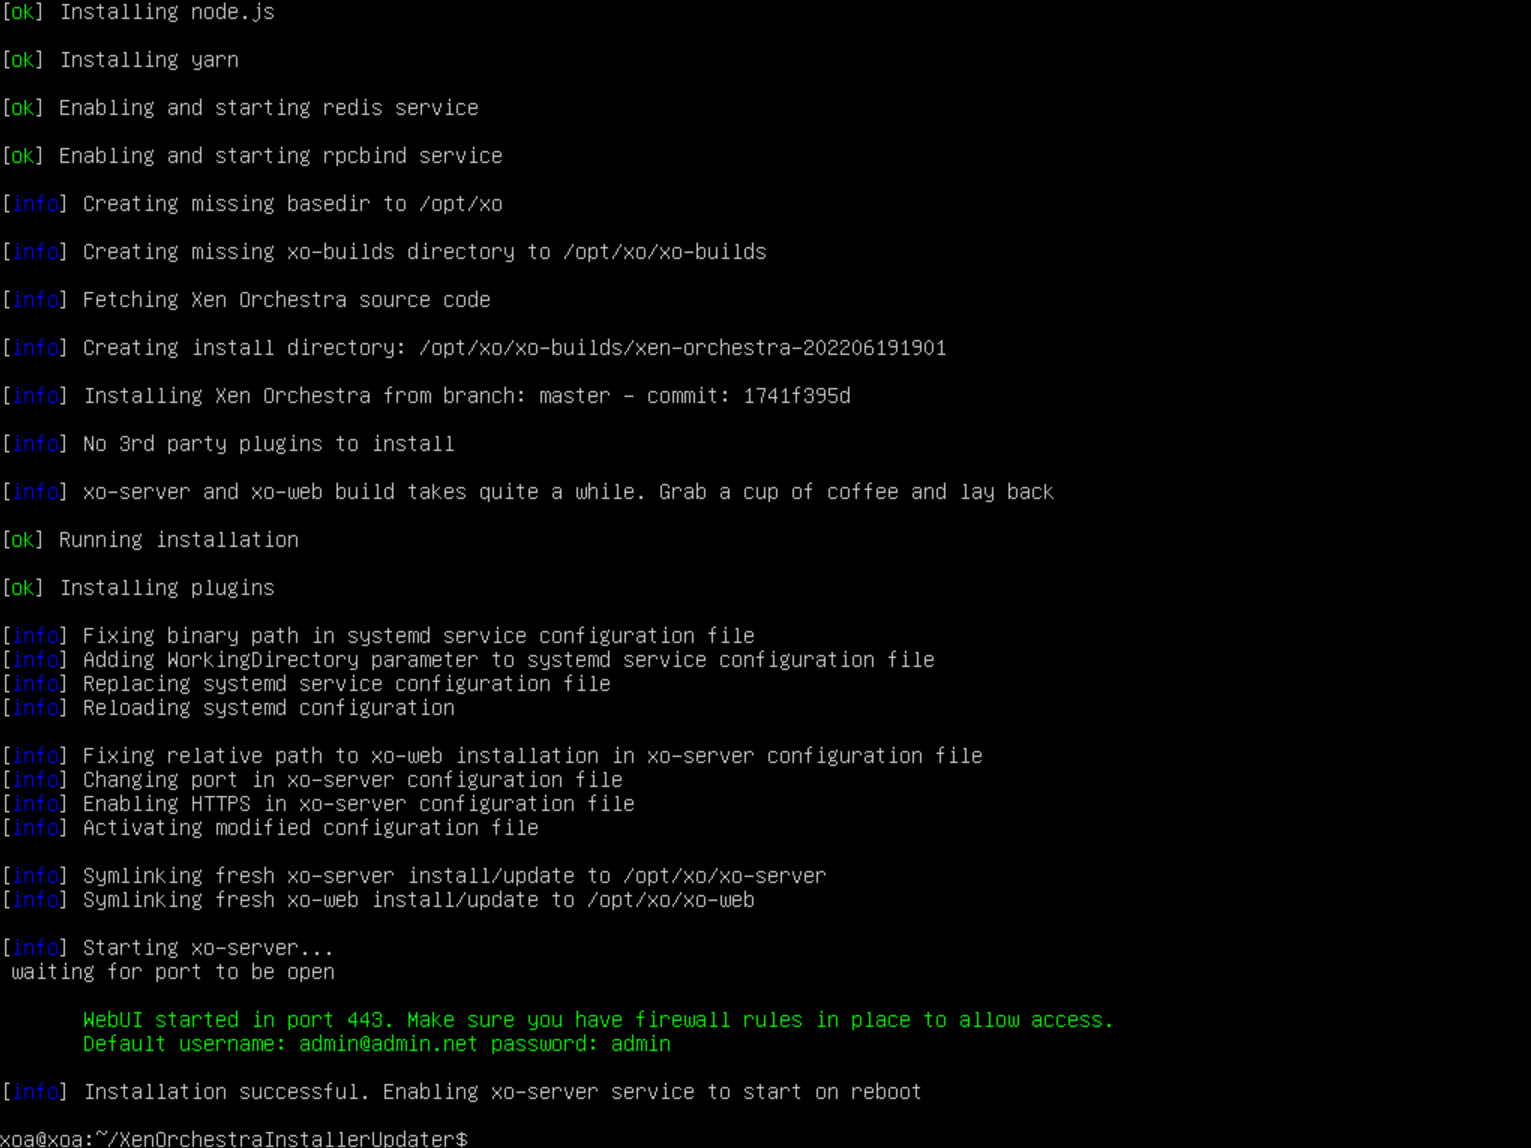 [ok] Installing node.js
[ok] Installing yarn
[ok] Enabling and starting redis service
[ok] Enabling and starting rpcbind service
[info] Creating missing basedir to /opt/xo
[info] Creating missing xo-builds directory to /opt/xo/xo-builds
[info] Fetching Xen Orchestra source code
[info] Creating install directory: /opt/xo/xo-builds/xen-orchestra-202206191901
[info] Installing Xen Orchestra from branch: master - commit: 1741f395d
[info] No 3rd party plugins to install
[info] xo-server and xo-web build takes quite a while. Grab a cup of coffee and lay back
[ok] Running installation
[ok] Installing plugins
[info] Fixing binary path in systemd service configuration file
[info] Adding WorkingDirectory parameter to systemd service configuration file
[info] Replacing systemd service configuration file
[info] Reloading systemd configuration
[info] Fixing relative path to xo-web installation in xo-server configuration file
[info] Changing port in xo-server configuration file
[info] Enabling HTTPS in xo-server configuration file
[info] Activating modified configuration file
[info] Symlinking fresh xo-server install/update to /opt/xo/xo-server
[info] Symlinking fresh xo-web install/update to /opt/xo/xo-web
[info] Starting xo-server...
waiting for port to be open
WebUI started in port 443. Make sure you have firewall rules in place to allow access.
Default username: admin@admin.net password: admin
[info] Installation successful. Enabling xo-server service to start on reboot
xoa@xoa:~/XenOrchestraInstallerUpdater$